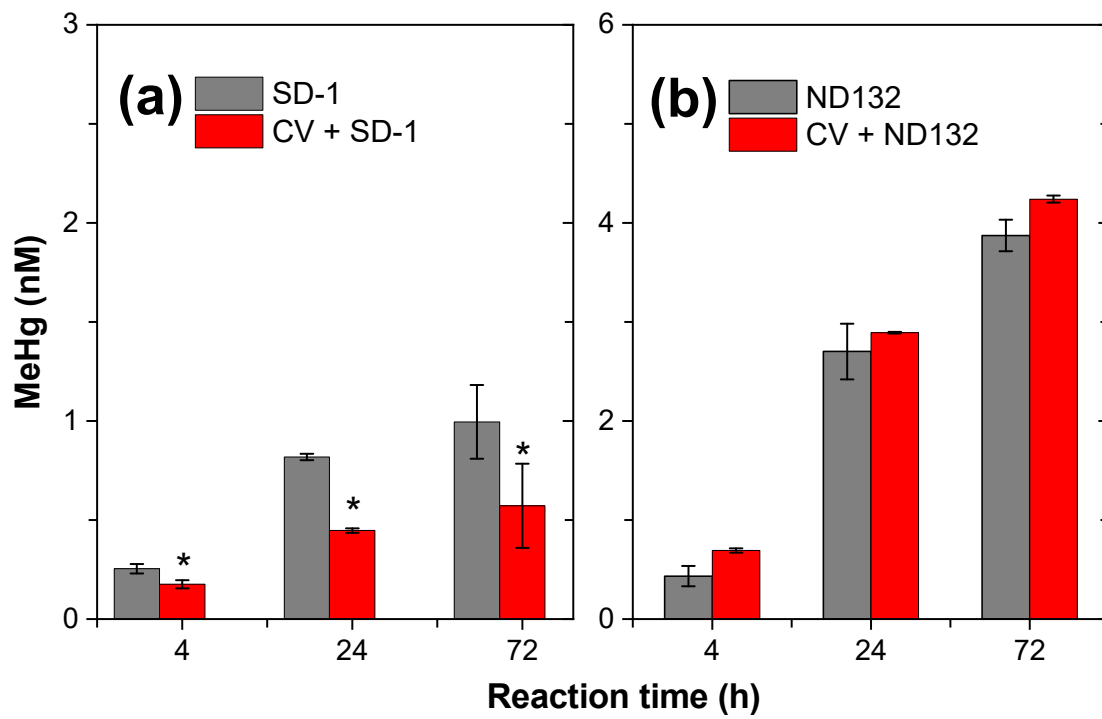 MeHg (nM)
3
2
1
0
(a)
SD-1
CV + SD-1
*
*
*
4
24
72
6
4
2
0
(b)
ND132
CV + ND132
4
24
72
Reaction time (h)